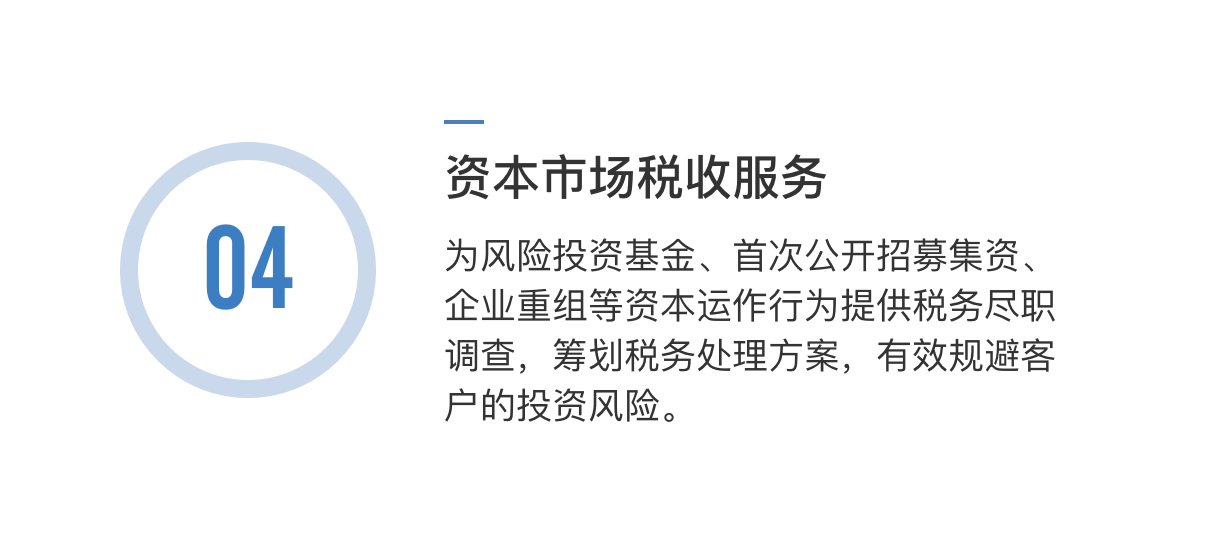 04
资本市场税收服务
为风险投资基金、首次公开招募集资、
企业重组等资本运作行为提供税务尽职
调查，筹划税务处理方案，有效规避客
户的投资风险。